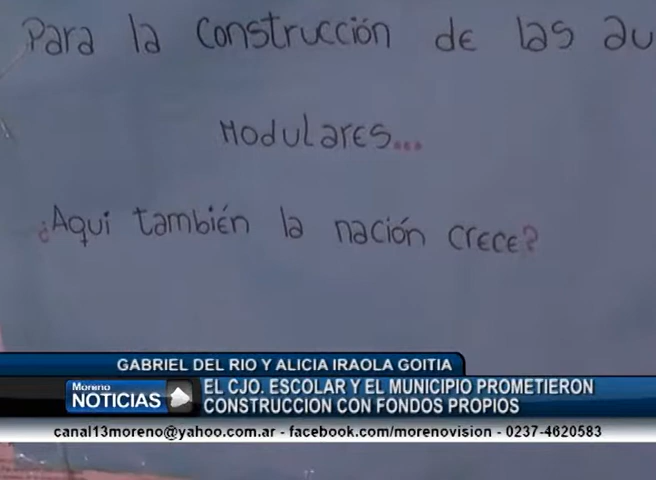 Para la construcción de las au
Modulares...
¿Aqui también la nación crece?
GABRIEL DEL RIO Y ALICIA IRAOLA GOITIA
Moreno
NOTICIAS
EL CJO. ESCOLAR Y EL MUNICIPIO PROMETIERON
CONSTRUCCION CON FONDOS PROPIOS
canal13moreno@yahoo.com.ar - facebook.com/morenovision - 0237-4620583